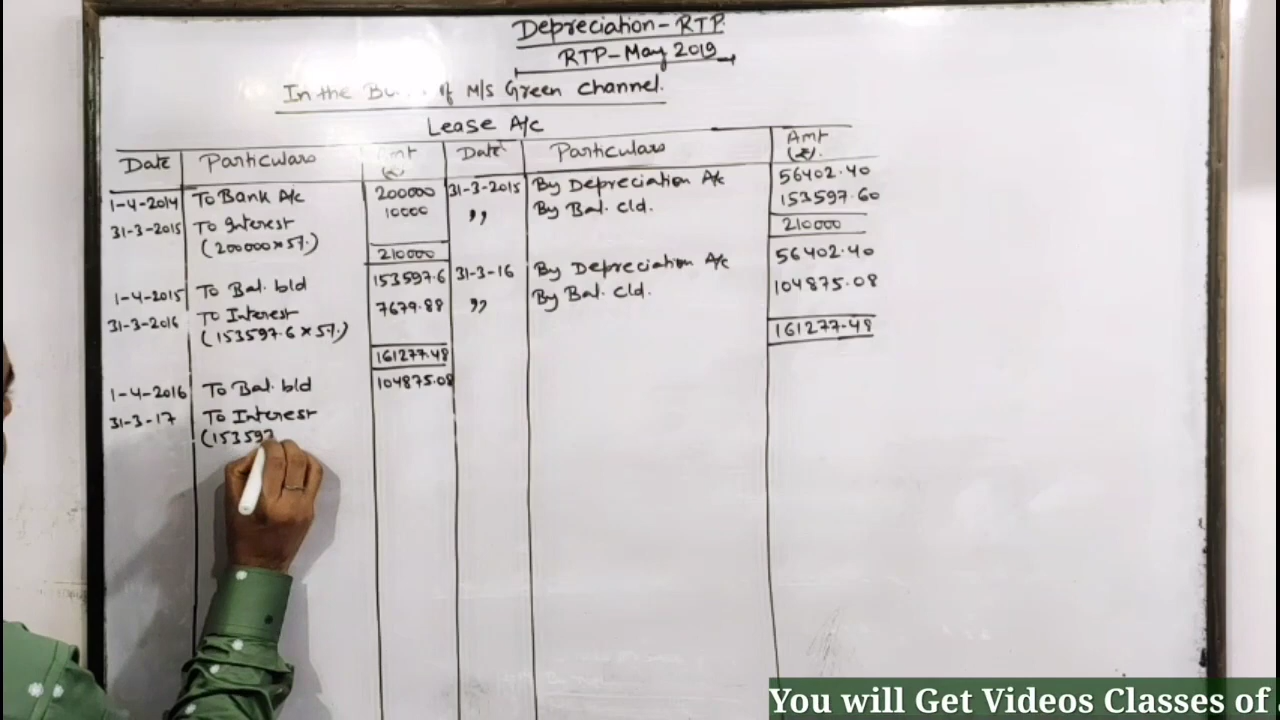 Depreciation-RTP.
RTP-May 2019
In the of M/S Green channel.
Lease A/c
Date Particulars Amt (₹) Date Particulars Amt (₹).
1-4-2014 To Bank A/c 200000 31-3-2015 By Depreciation A/c 56402.40
31-3-2015 To Interest 10000 ,, By Bal. c/d. 153597.60
(200000×5%)
210000 210000
1-4-2015 To Bal. b/d 153597.6 31-3-16 By Depreciation A/c 56402.40
31-3-2016 To Interest 7679.88 ,, By Bal. c/d. 104875.08
(153597.6×5%)
161277.48 161277.48
1-4-2016 To Bal. b/d 104875.08
31-3-17 To Interest
(153597
You will Get Videos Classes of